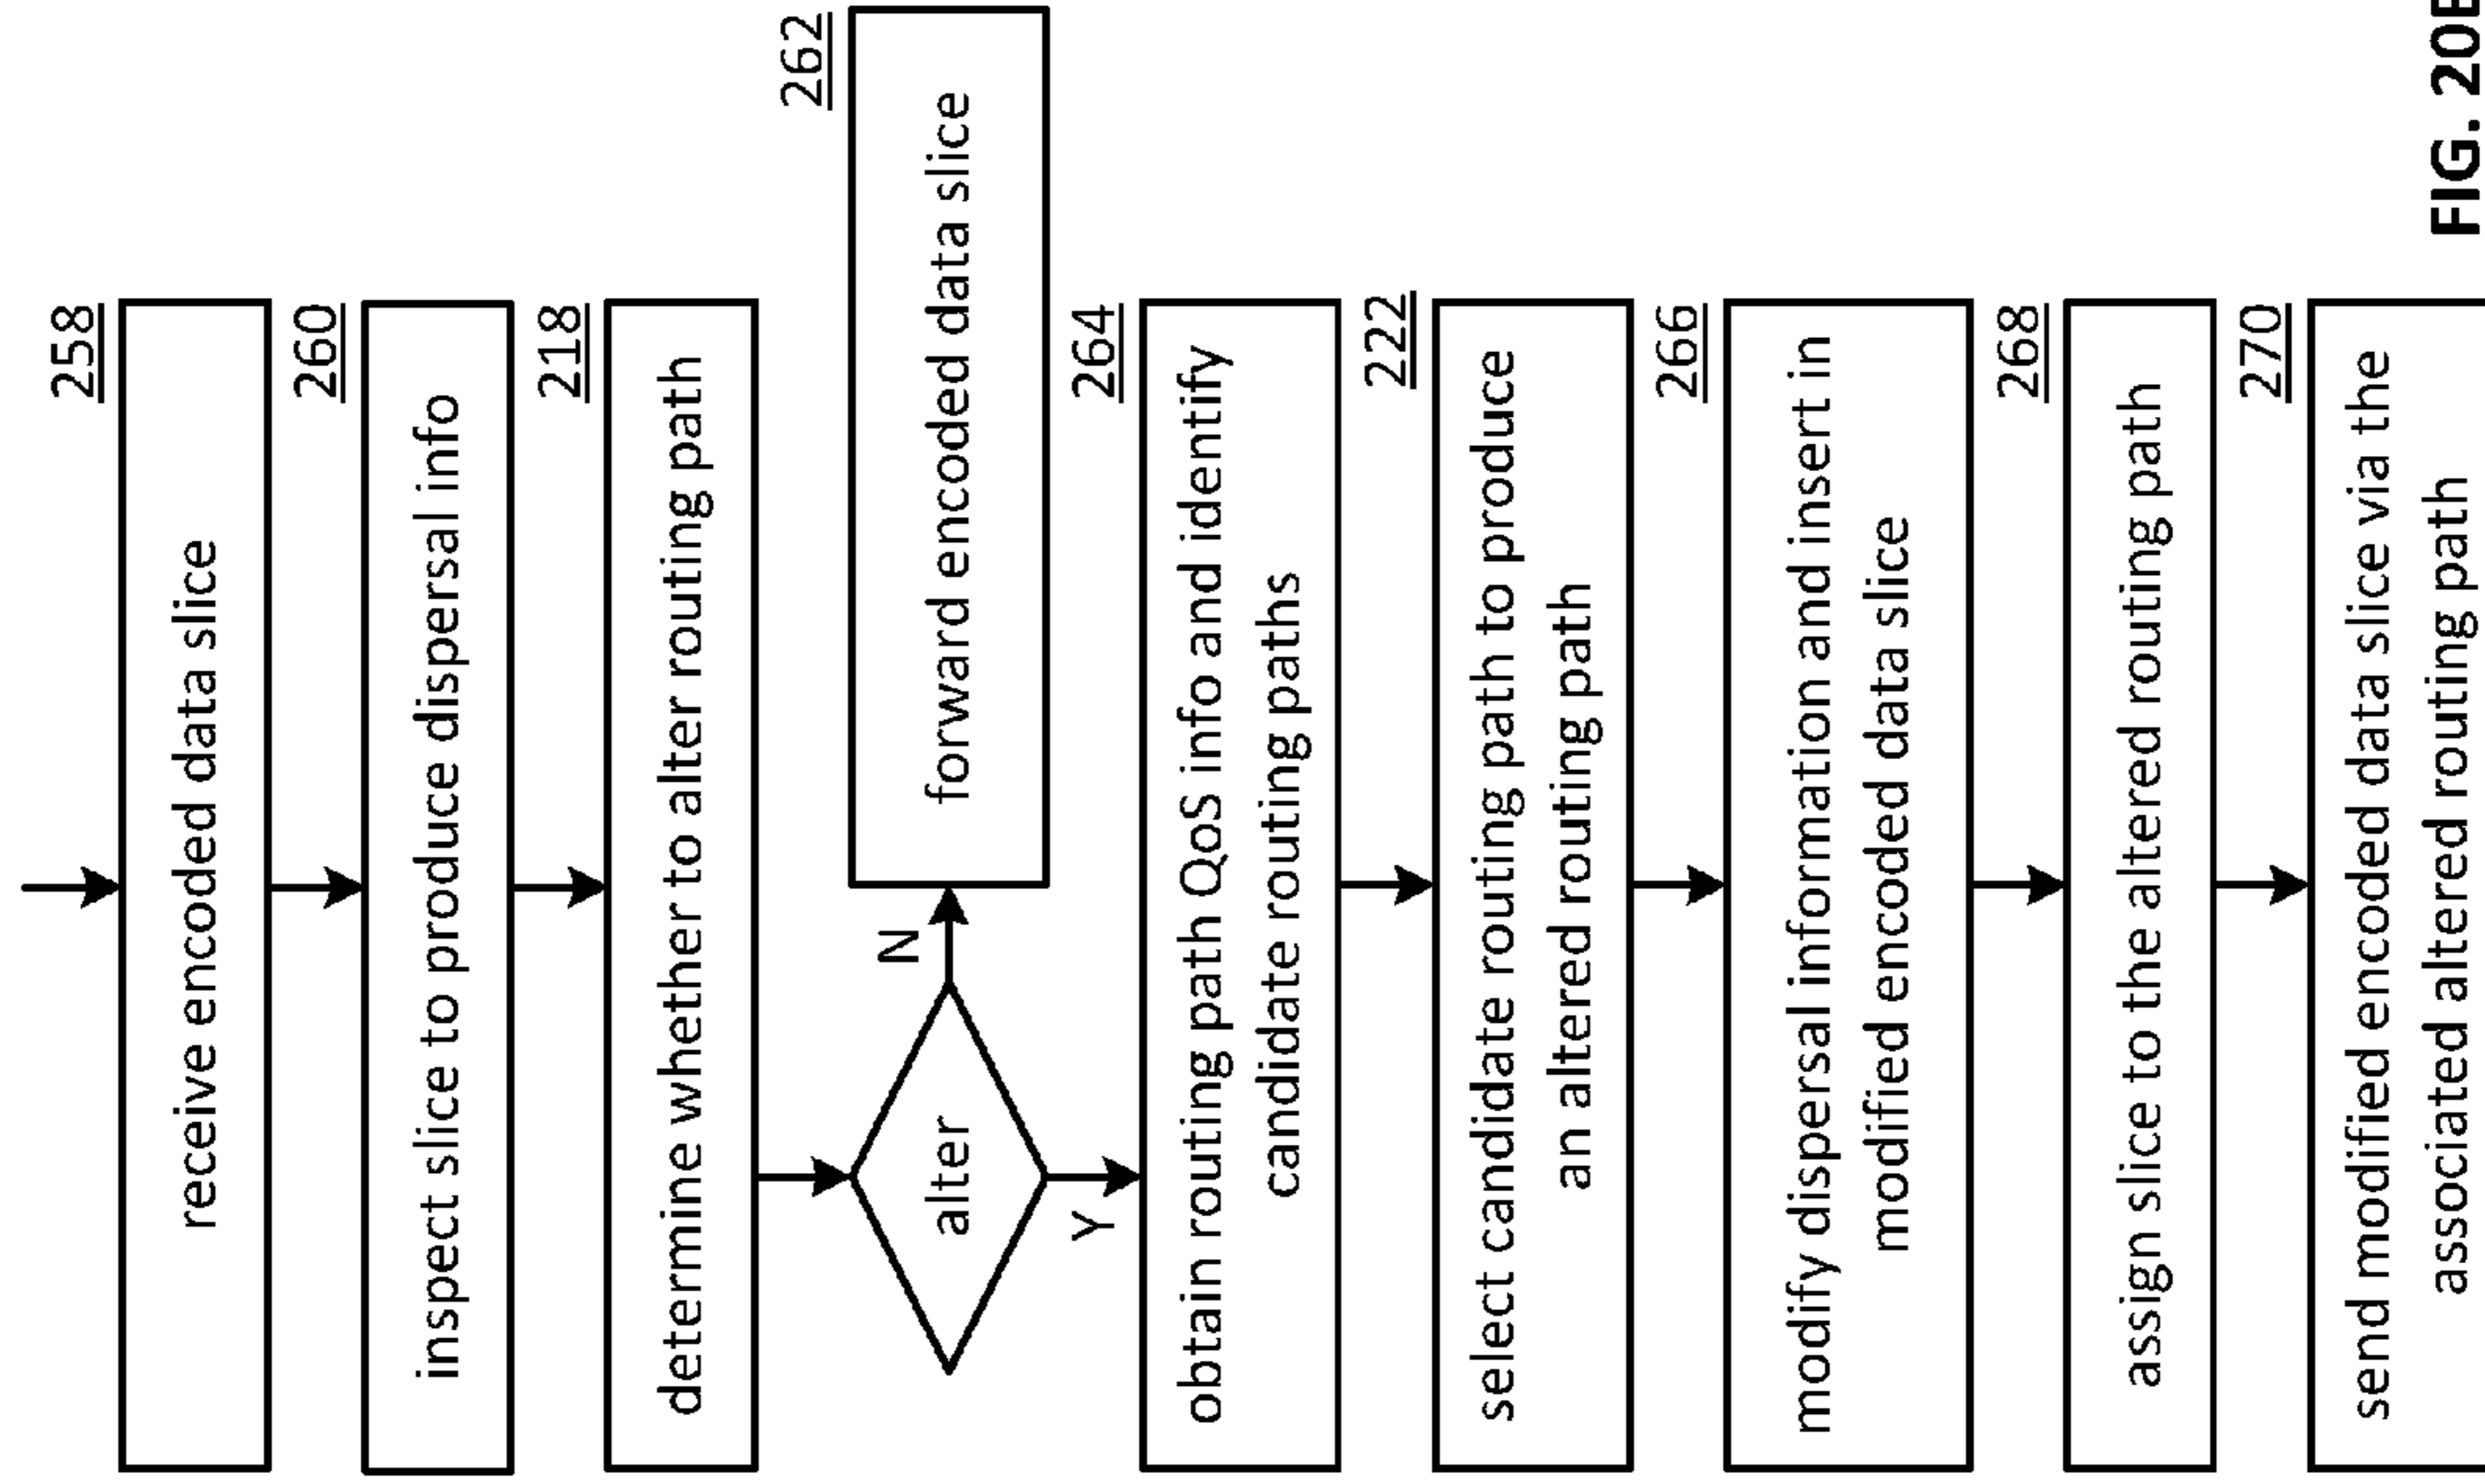 258
receive encoded data slice
260
inspect slice to produce dispersal info
218
determine whether to alter routing path
alter
N
262
forward encoded data slice
Y
264
obtain routing path QoS info and identify
candidate routing paths
222
select candidate routing path to produce
an altered routing path
266
modify dispersal information and insert in
modified encoded data slice
268
assign slice to the altered routing path
270
send modified encoded data slice via the
associated altered routing path
FIG. 20B